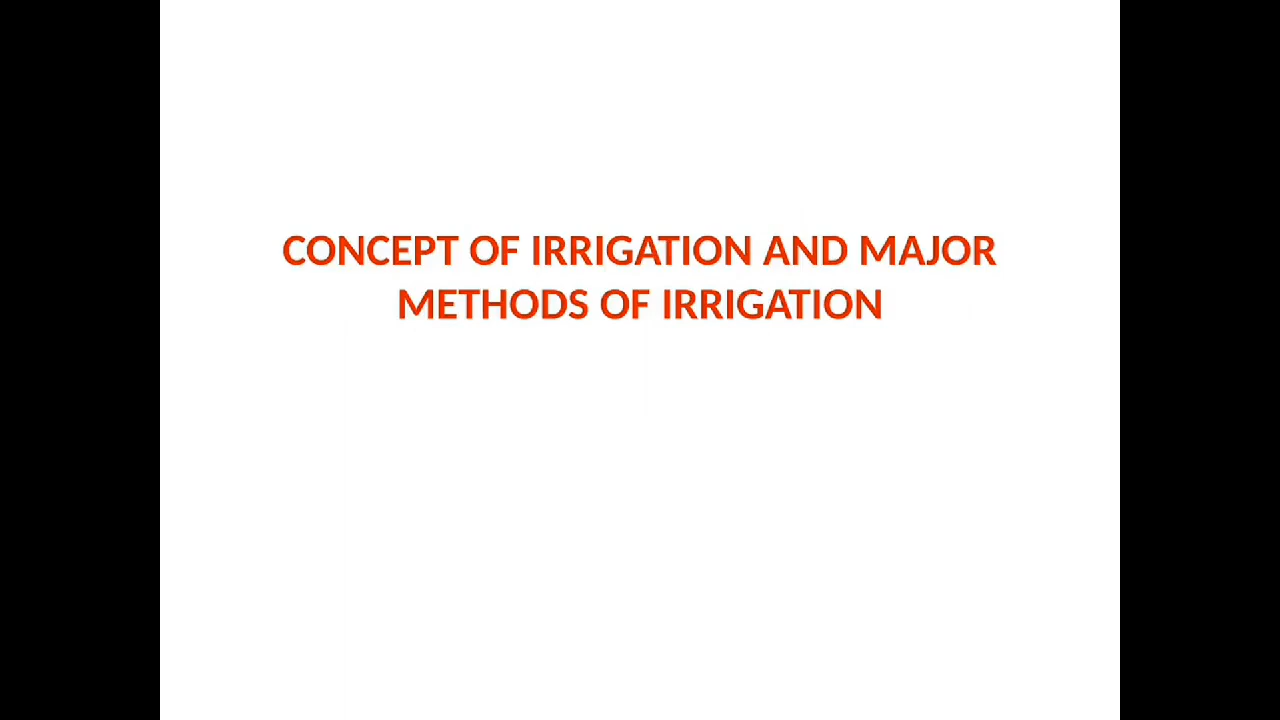 CONCEPT OF IRRIGATION AND MAJOR
METHODS OF IRRIGATION